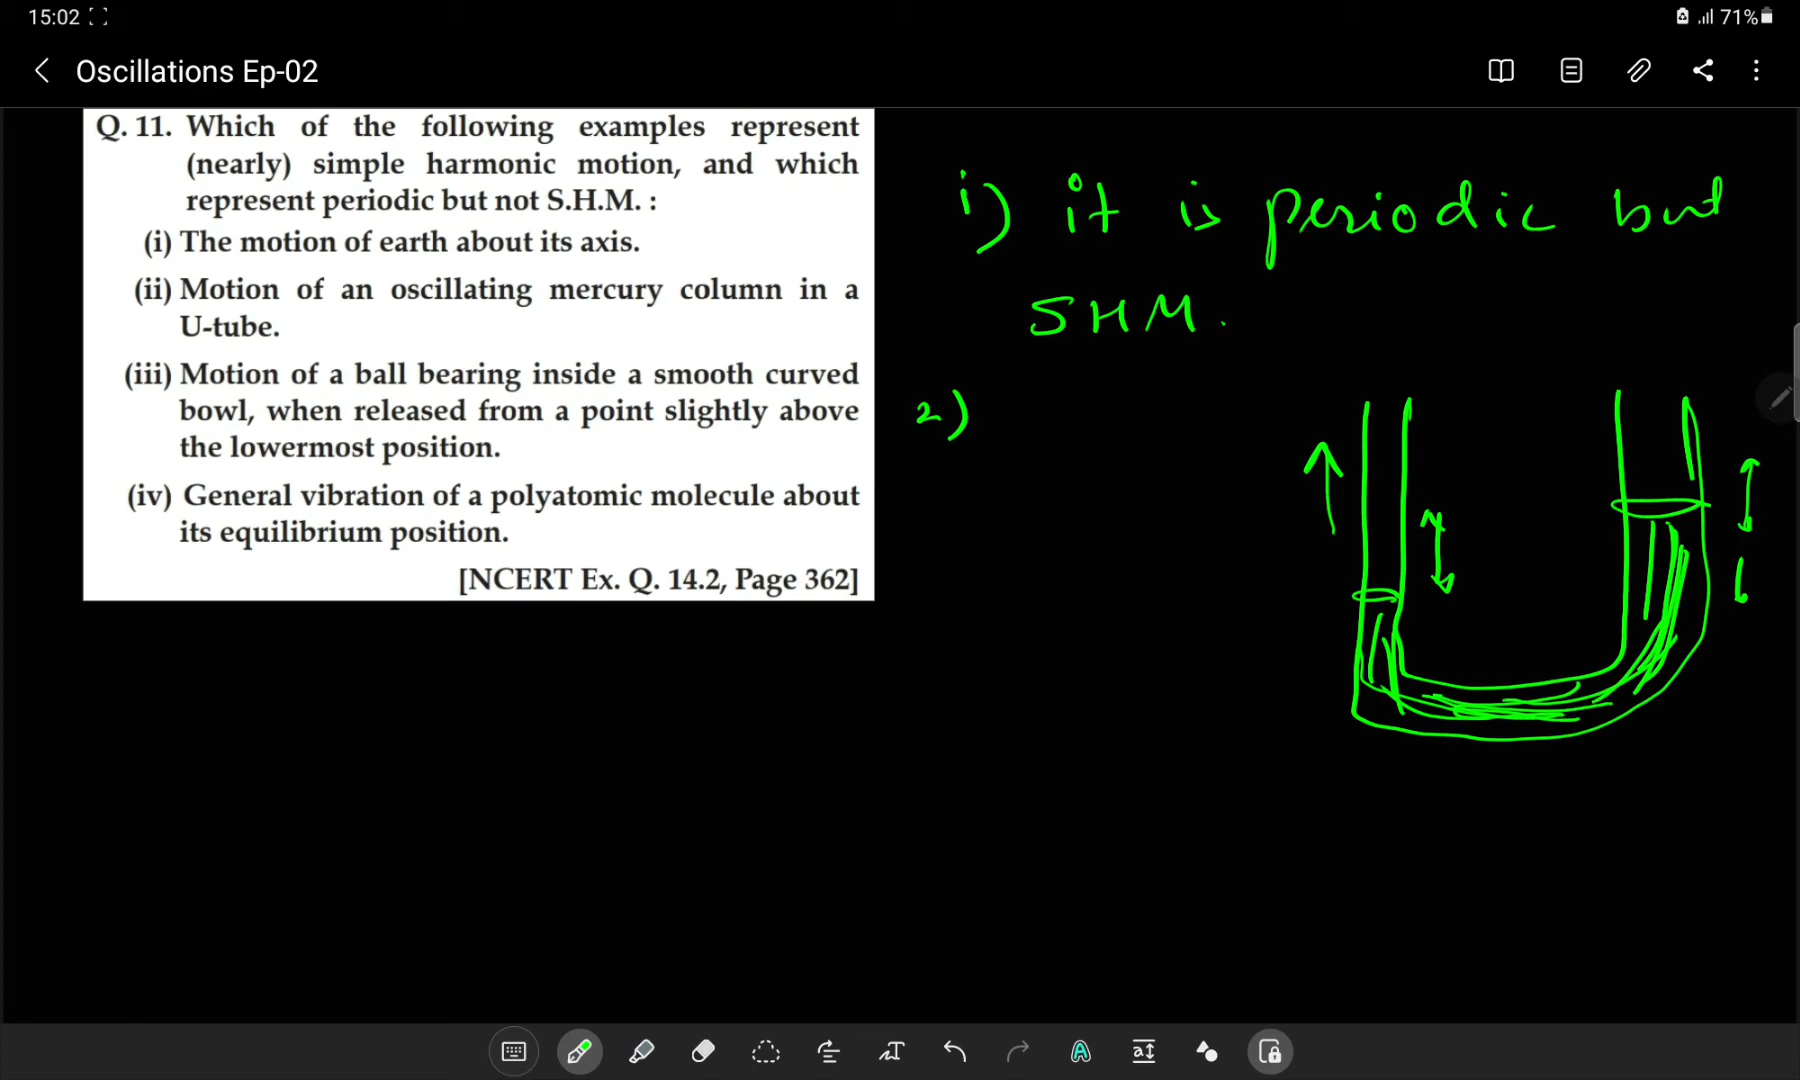 15:02
71%
Oscillations Ep-02
Q. 11. Which of the following examples represent
(nearly) simple harmonic motion, and which
represent periodic but not S.H.M. :
(i) The motion of earth about its axis.
(ii) Motion of an oscillating mercury column in a
U-tube.
(iii) Motion of a ball bearing inside a smooth curved
bowl, when released from a point slightly above
the lowermost position.
(iv) General vibration of a polyatomic molecule about
its equilibrium position.
[NCERT Ex. Q. 14.2, Page 362]
i) it is periodic but
SHM.
2)